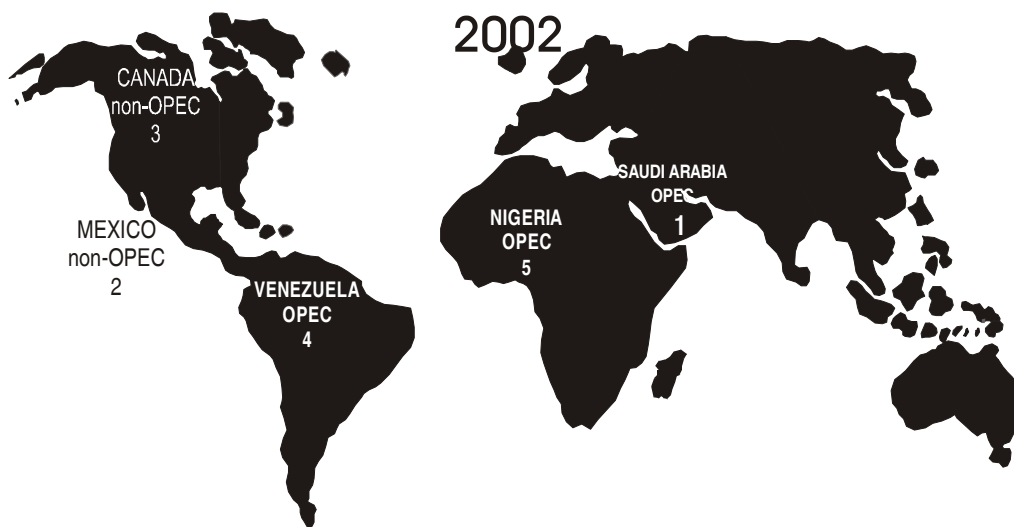 2002
CANADA
non-OPEC
3
MEXICO
non-OPEC
2
VENEZUELA
OPEC
4
NIGERIA
OPEC
5
SAUDI ARABIA
OPEC
1